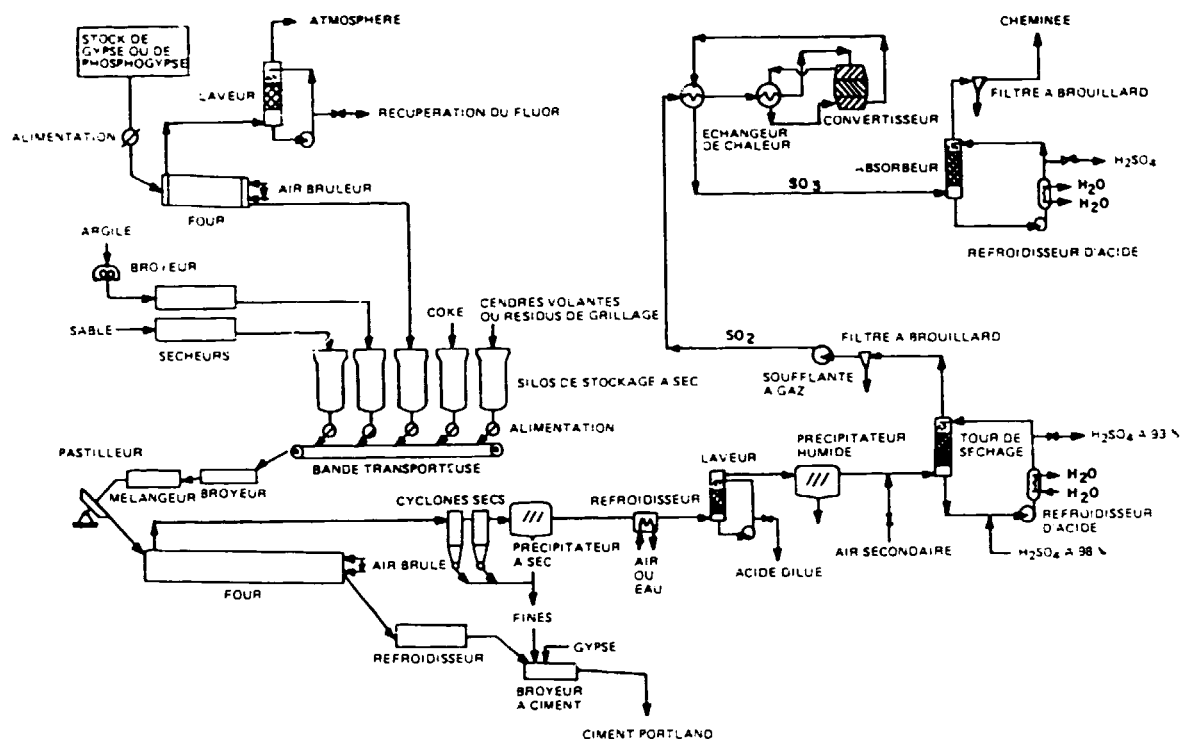 STOCK DE
GYPSE OU DE
PHOSPHOGYPSE
ATMOSPHERE
LAVEUR
RECUPERATION DU FLUOR
ALIMENTATION
AIR BRULEUR
FOUR
ARGILE
BROYEUR
SABLE
SECHEURS
COKE
CENDRES VOLANTES
OU RESIDUS DE GRILLAGE
SILOS DE STOCKAGE A SEC
ALIMENTATION
BANDE TRANSPORTEUSE
PASTILLEUR
MELANGEUR
BROYEUR
CYCLONES SECS
PRECIPITATEUR
A SEC
AIR BRULE
FOUR
FINES
REFROIDISSEUR
GYPSE
BROYEUR
A CIMENT
CIMENT PORTLAND
REFROIDISSEUR
AIR
OU
EAU
LAVEUR
ACIDE DILUE
PRECIPITATEUR
HUMIDE
AIR SECONDAIRE
TOUR DE
SECHAGE
H2SO4 A 93 %
H2O
H2O
REFROIDISEUR
D'ACIDE
H2SO4 A 98 %
FILTRE A BROUILLARD
SOUFFLANTE
A GAZ
SO2
ECHANGEUR
DE CHALEUR
CONVERTISSEUR
SO3
ABSORBEUR
CHEMINEE
FILTRE A BROUILLARD
H2SO4
H2O
H2O
REFROIDISSEUR D'ACIDE